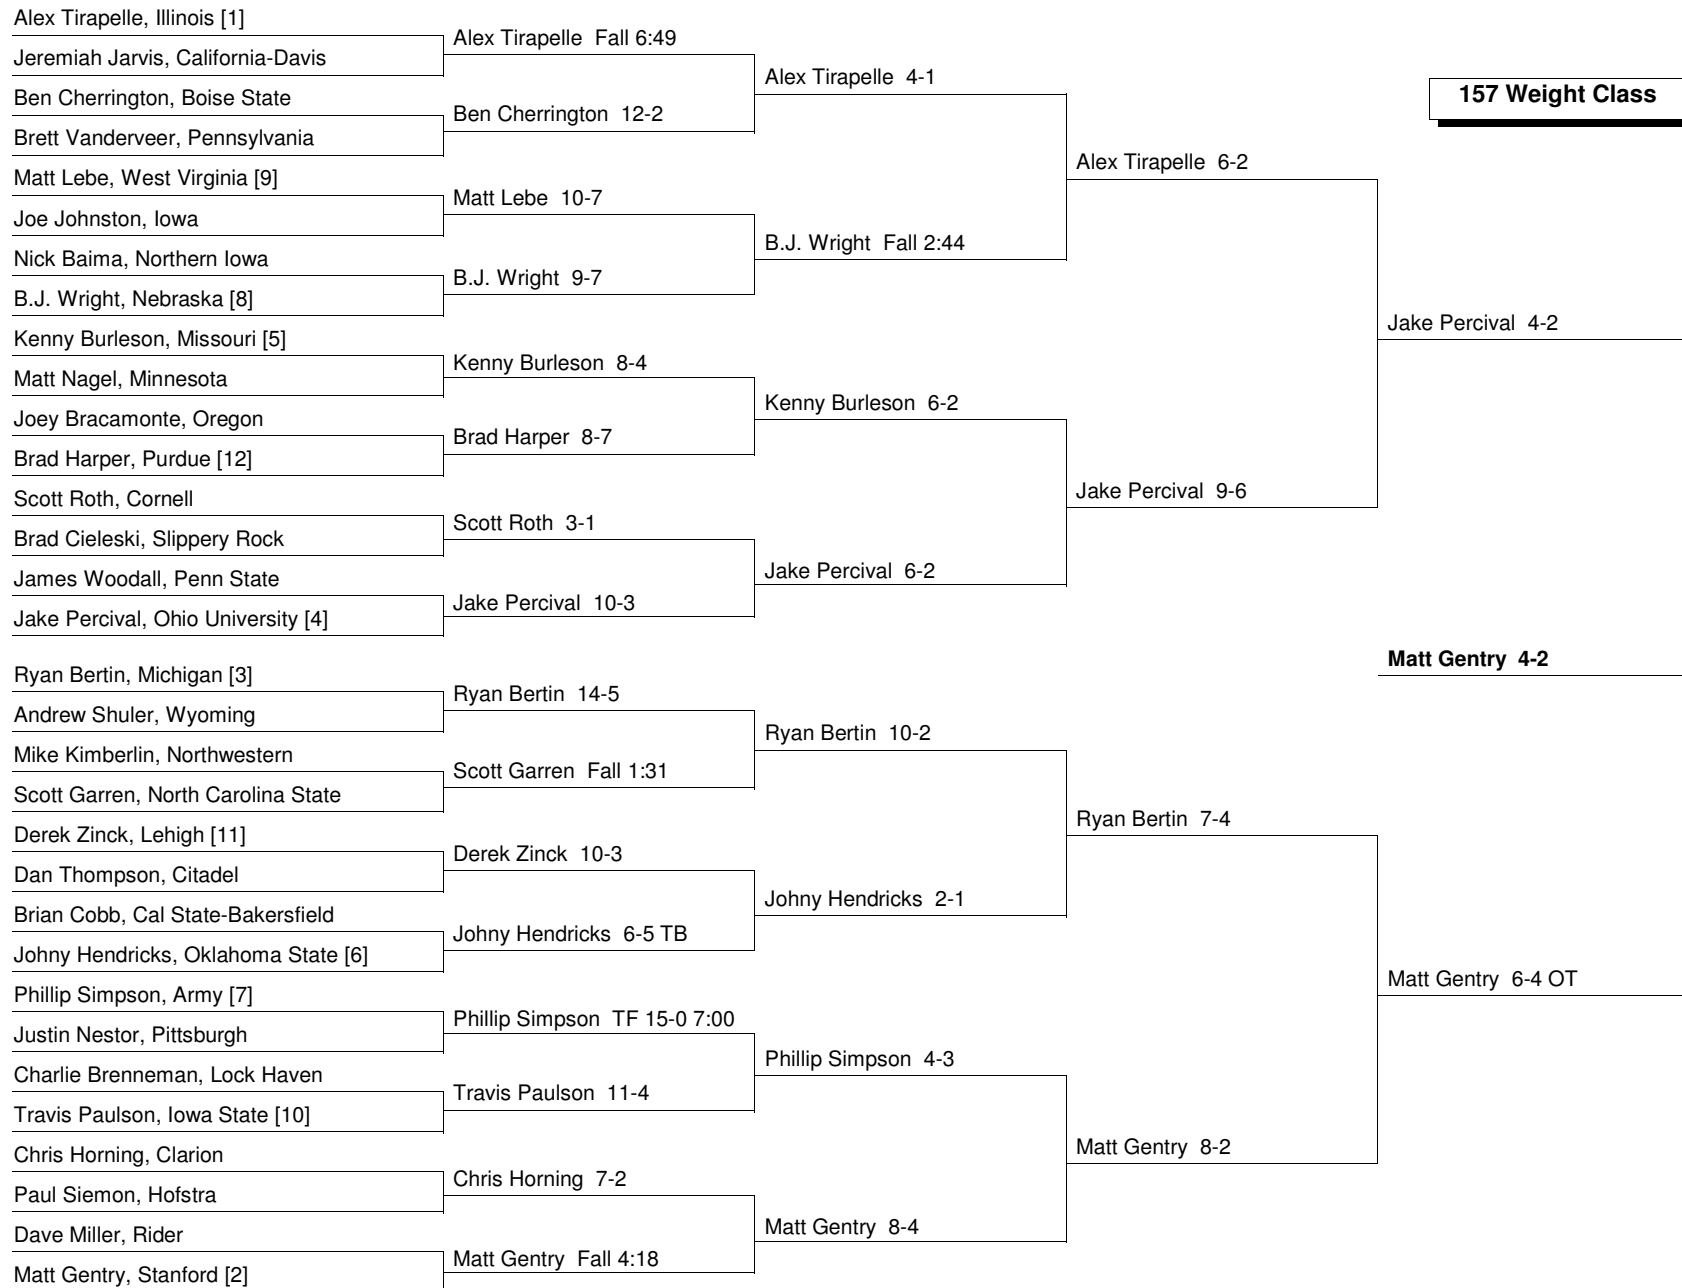 Alex Tirapelle, Illinois [1]
Jeremiah Jarvis, California-Davis
Ben Cherrington, Boise State
Brett Vanderveer, Pennsylvania
Matt Lebe, West Virginia [9]
Joe Johnston, Iowa
Nick Baima, Northern Iowa
B.J. Wright, Nebraska [8]
Kenny Burleson, Missouri [5]
Matt Nagel, Minnesota
Joey Bracamonte, Oregon
Brad Harper, Purdue [12]
Scott Roth, Cornell
Brad Cieleski, Slippery Rock
James Woodall, Penn State
Jake Percival, Ohio University [4]
Ryan Bertin, Michigan [3]
Andrew Shuler, Wyoming
Mike Kimberlin, Northwestern
Scott Garren, North Carolina State
Derek Zinck, Lehigh [11]
Dan Thompson, Citadel
Brian Cobb, Cal State-Bakersfield
Johny Hendricks, Oklahoma State [6]
Phillip Simpson, Army [7]
Justin Nestor, Pittsburgh
Charlie Brenneman, Lock Haven
Travis Paulson, Iowa State [10]
Chris Horning, Clarion
Paul Siemon, Hofstra
Dave Miller, Rider
Matt Gentry, Stanford [2]
Alex Tirapelle Fall 6:49
Ben Cherrington 12-2
Matt Lebe 10-7
B.J. Wright 9-7
Kenny Burleson 8-4
Brad Harper 8-7
Scott Roth 3-1
Jake Percival 10-3
Ryan Bertin 14-5
Scott Garren Fall 1:31
Derek Zinck 10-3
Johny Hendricks 6-5 TB
Phillip Simpson TF 15-0 7:00
Travis Paulson 11-4
Chris Horning 7-2
Matt Gentry Fall 4:18
Alex Tirapelle 4-1
B.J. Wright Fall 2:44
Kenny Burleson 6-2
Jake Percival 6-2
Ryan Bertin 10-2
Johny Hendricks 2-1
Phillip Simpson 4-3
Matt Gentry 8-4
Alex Tirapelle 6-2
Jake Percival 9-6
Ryan Bertin 7-4
Matt Gentry 8-2
157 Weight Class
Jake Percival 4-2
Matt Gentry 4-2
Matt Gentry 6-4 OT